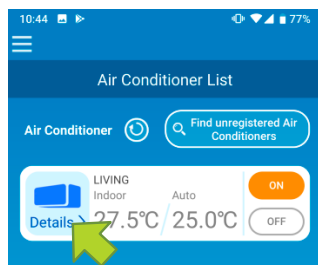 10:44 77%
Air Conditioner List
Air Conditioner
Find unregistered Air
Conditioners
LIVING
Indoor Auto ON
Details 27.5℃ 25.0℃ OFF